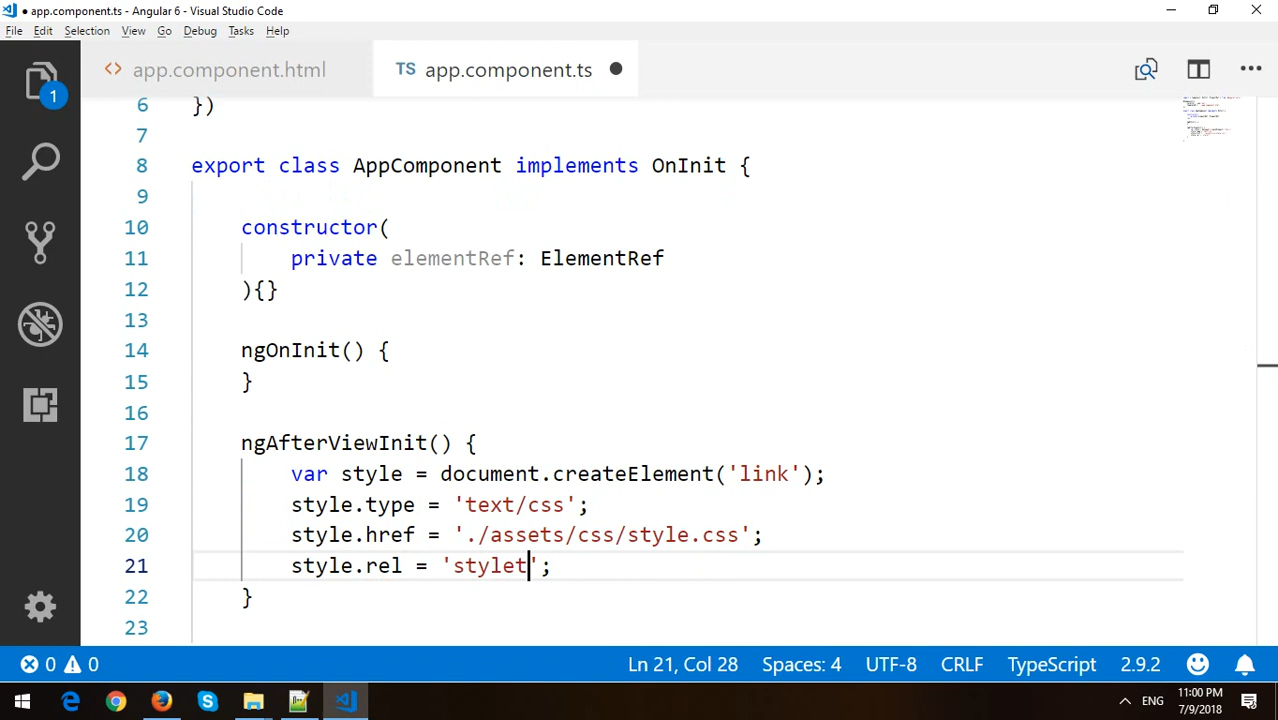 ● app.component.ts - Angular 6 - Visual Studio Code
File Edit Selection View Go Debug Tasks Help
<> app.component.html TS app.component.ts ●
1
6 })
7
8 export class AppComponent implements OnInit {
9
10 constructor(
11 private elementRef: ElementRef
12 ){}
13
14 ngOnInit() {
15 }
16
17 ngAfterViewInit() {
18 var style = document.createElement('link');
19 style.type = 'text/css';
20 style.href = './assets/css/style.css';
21 style.rel = 'stylet';
22 }
23
0 0 Ln 21, Col 28 Spaces: 4 UTF-8 CRLF TypeScript 2.9.2
ENG 11:00 PM
7/9/2018